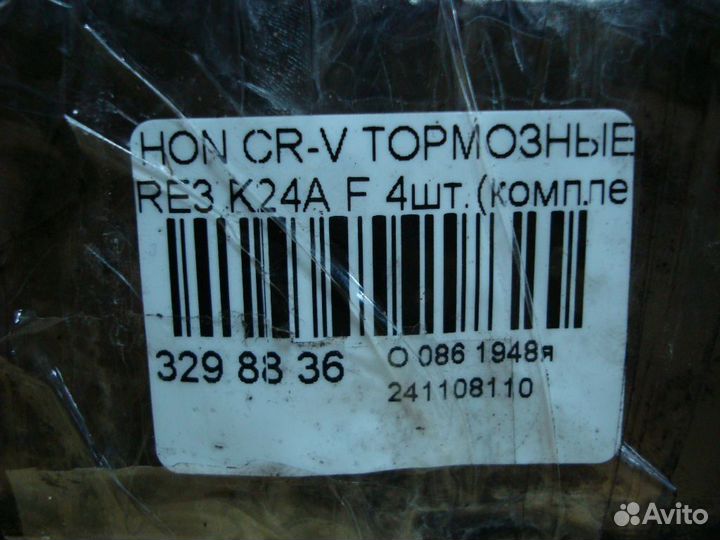 HON CR-V ТОРМОЗНЫЕ
RE3 K24A F 4шт.(компле
329 88 36
О 086 1948я
241108110
Avito